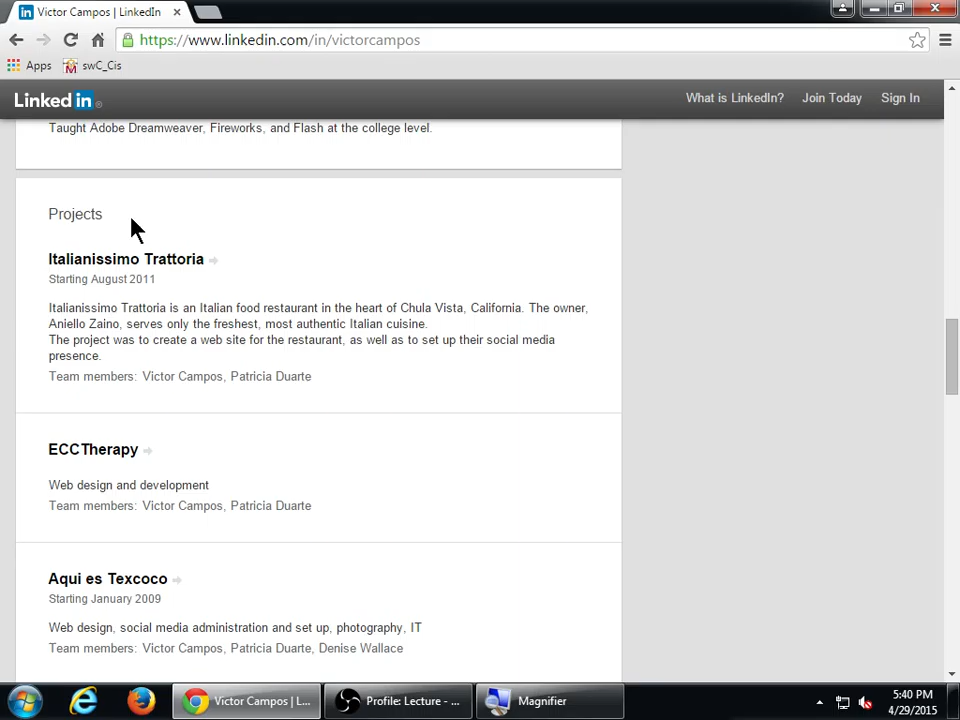 Victor Campos | LinkedIn
https://www.linkedin.com/in/victorcampos
Apps swC_Cis
Linked in ®
What is LinkedIn? Join Today Sign In
Taught Adobe Dreamweaver, Fireworks, and Flash at the college level.
Projects
Italianissimo Trattoria
Starting August 2011
Italianissimo Trattoria is an Italian food restaurant in the heart of Chula Vista, California. The owner,
Aniello Zaino, serves only the freshest, most authentic Italian cuisine.
The project was to create a web site for the restaurant, as well as to set up their social media
presence.
Team members: Victor Campos, Patricia Duarte
ECCTherapy
Web design and development
Team members: Victor Campos, Patricia Duarte
Aqui es Texcoco
Starting January 2009
Web design, social media administration and set up, photography, IT
Team members: Victor Campos, Patricia Duarte, Denise Wallace
Victor Campos | L...
Profile: Lecture - ...
Magnifier
5:40 PM
4/29/2015